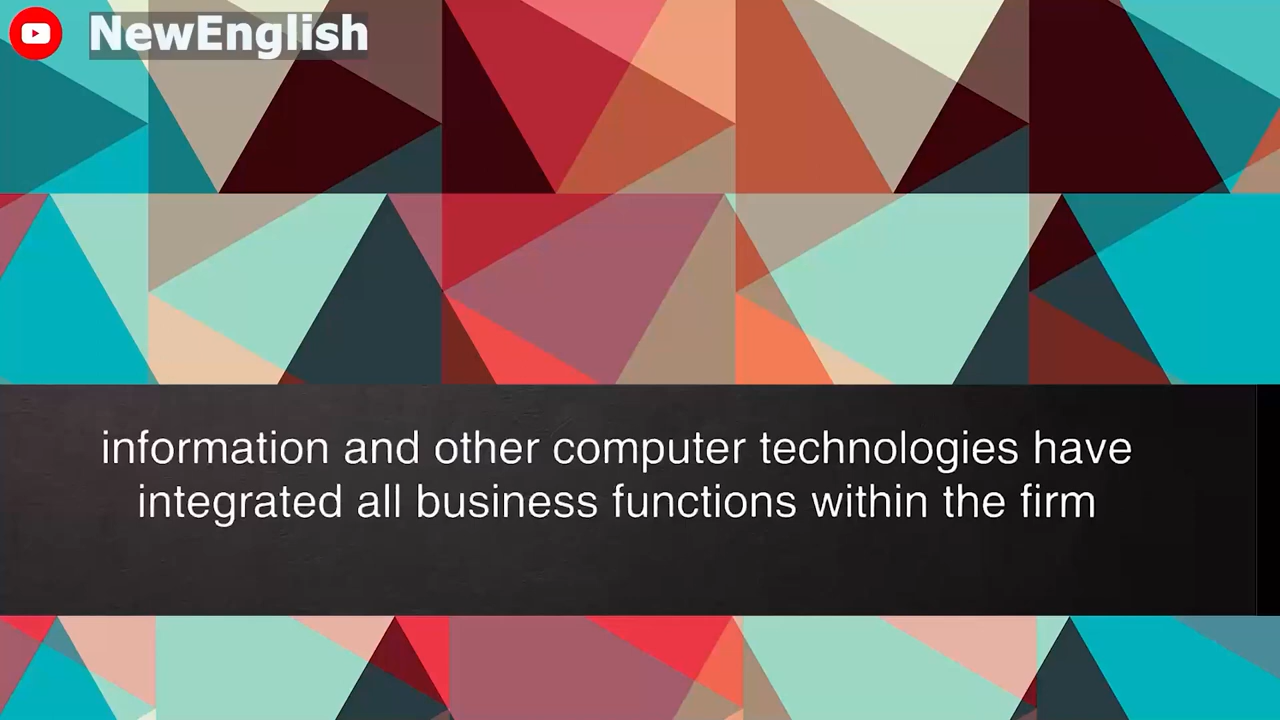 NewEnglish
information and other computer technologies have
integrated all business functions within the firm